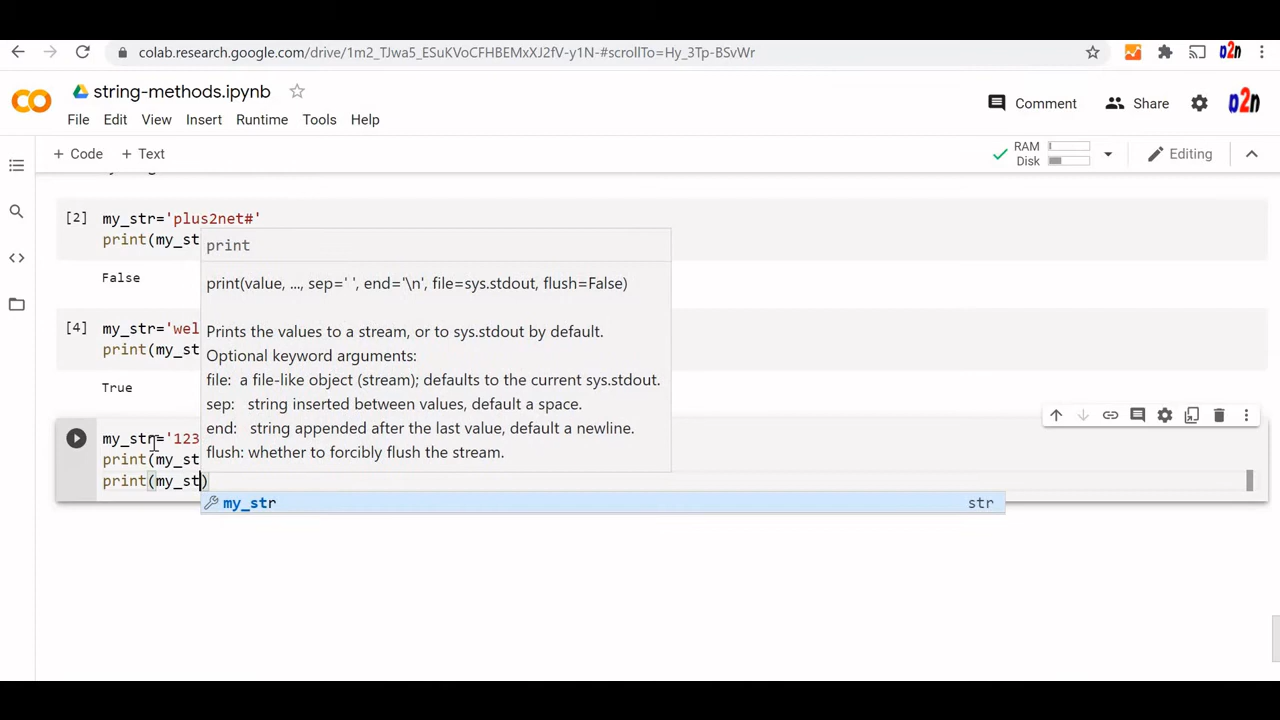 colab.research.google.com/drive/1m2_TJwa5_ESuKVoCFHBEMxXJ2fV-y1N-#scrollTo=Hy_3Tp-BSvWr
string-methods.ipynb
Comment
Share
File Edit View Insert Runtime Tools Help
+ Code + Text
RAM
Disk
Editing
[2] my_str='plus2net#'
print(my_st
False
[4] my_str='wel
print(my_st
True
my_str='123
print(my_st
print(my_st)
print
print(value, ..., sep=' ', end='\n', file=sys.stdout, flush=False)
Prints the values to a stream, or to sys.stdout by default.
Optional keyword arguments:
file: a file-like object (stream); defaults to the current sys.stdout.
sep: string inserted between values, default a space.
end: string appended after the last value, default a newline.
flush: whether to forcibly flush the stream.
my_str str